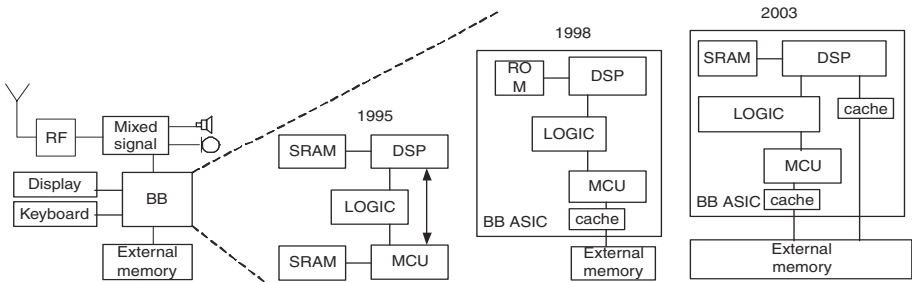 RF
Mixed
signal
Display
Keyboard
BB
External
memory
1995
SRAM
DSP
LOGIC
SRAM
MCU
1998
RO
M
DSP
LOGIC
MCU
BB ASIC
cache
External
memory
2003
SRAM
DSP
LOGIC
cache
MCU
BB ASIC
cache
External
memory